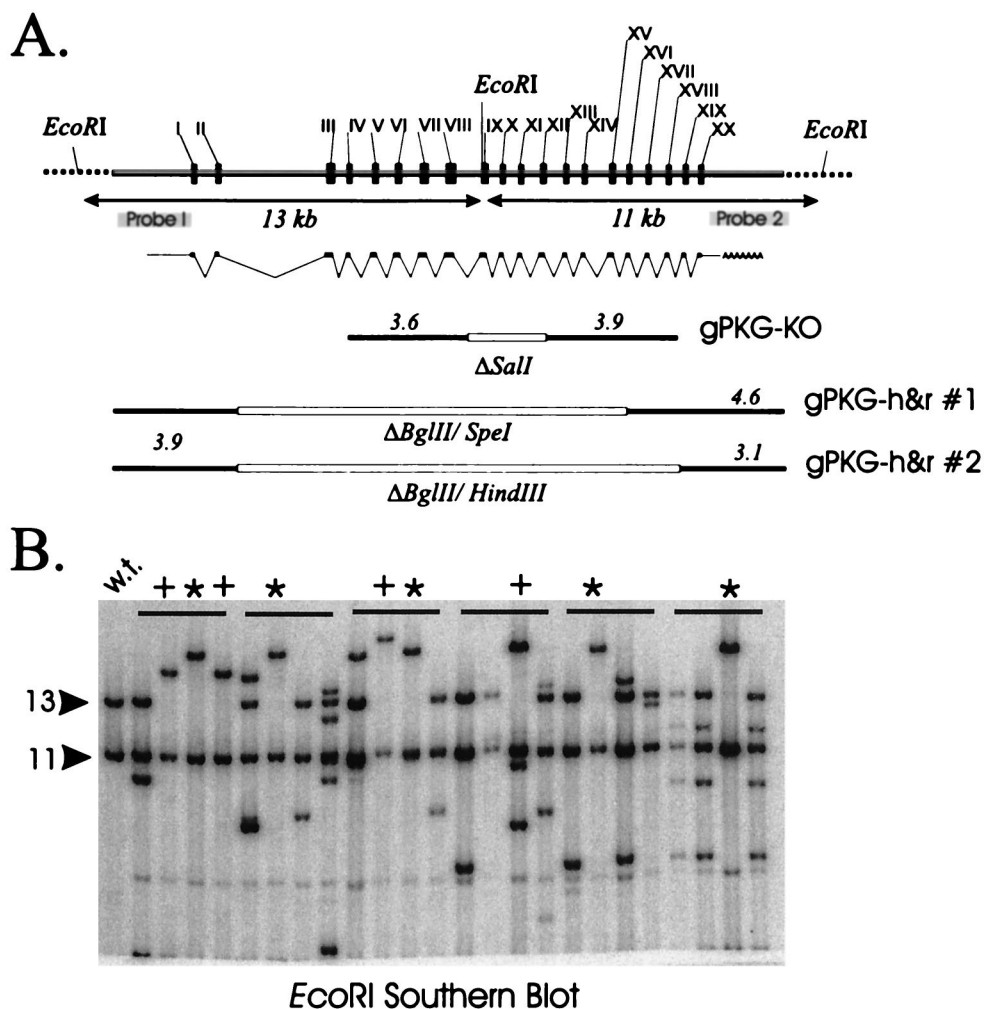 A.
XV
XVI
XVII
XVIII
XIX
XX
EcoRI
EcoRI I II III IV V VI VII VIII IX X XI XII XIII XIV EcoRI
13 kb 11 kb
Probe I Probe 2
3.6 3.9 gPKG-KO
ΔSalI
4.6 gPKG-h&r #1
ΔBglII/ SpeI
3.9 3.1 gPKG-h&r #2
ΔBglII/ HindIII
B.
w.t. + * + * + * + * *
13
11
EcoRI Southern Blot